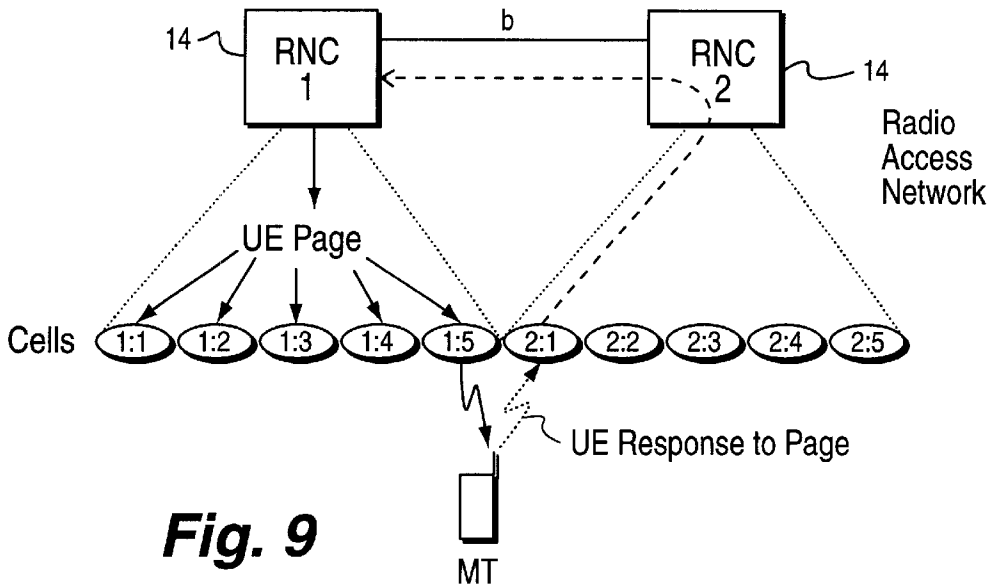 b
14
RNC
1
RNC
2
14
Radio
Access
Network
UE Page
Cells
1:1
1:2
1:3
1:4
1:5
2:1
2:2
2:3
2:4
2:5
UE Response to Page
Fig. 9
MT